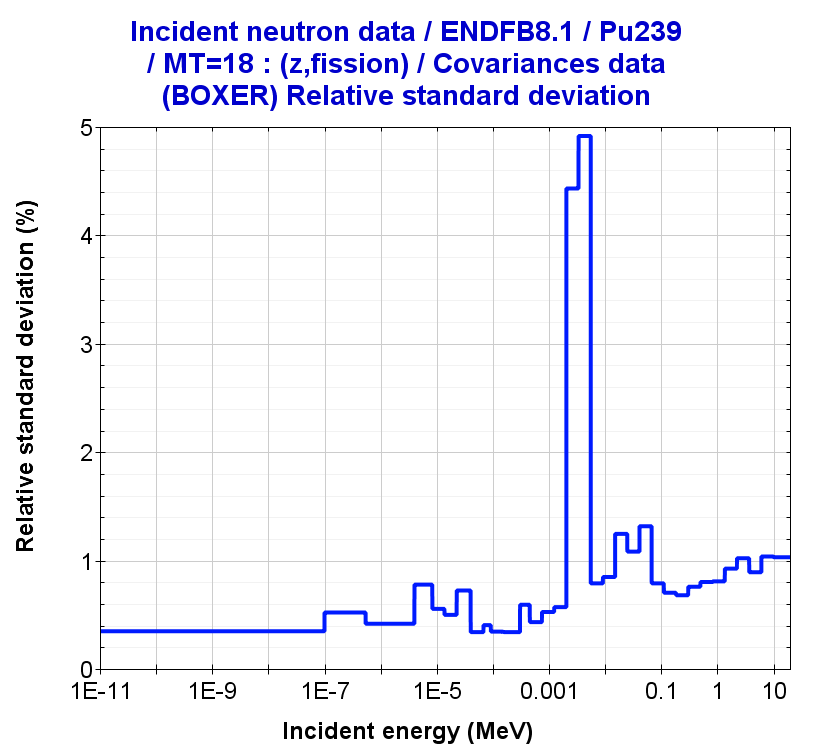 Incident neutron data / ENDFB8.1 / Pu239
/ MT=18 : (z,fission) / Covariances data
(BOXER) Relative standard deviation
Relative standard deviation (%)
5
4
3
2
1
0
1E-11 1E-9 1E-7 1E-5 0.001 0.1 1 10
Incident energy (MeV)